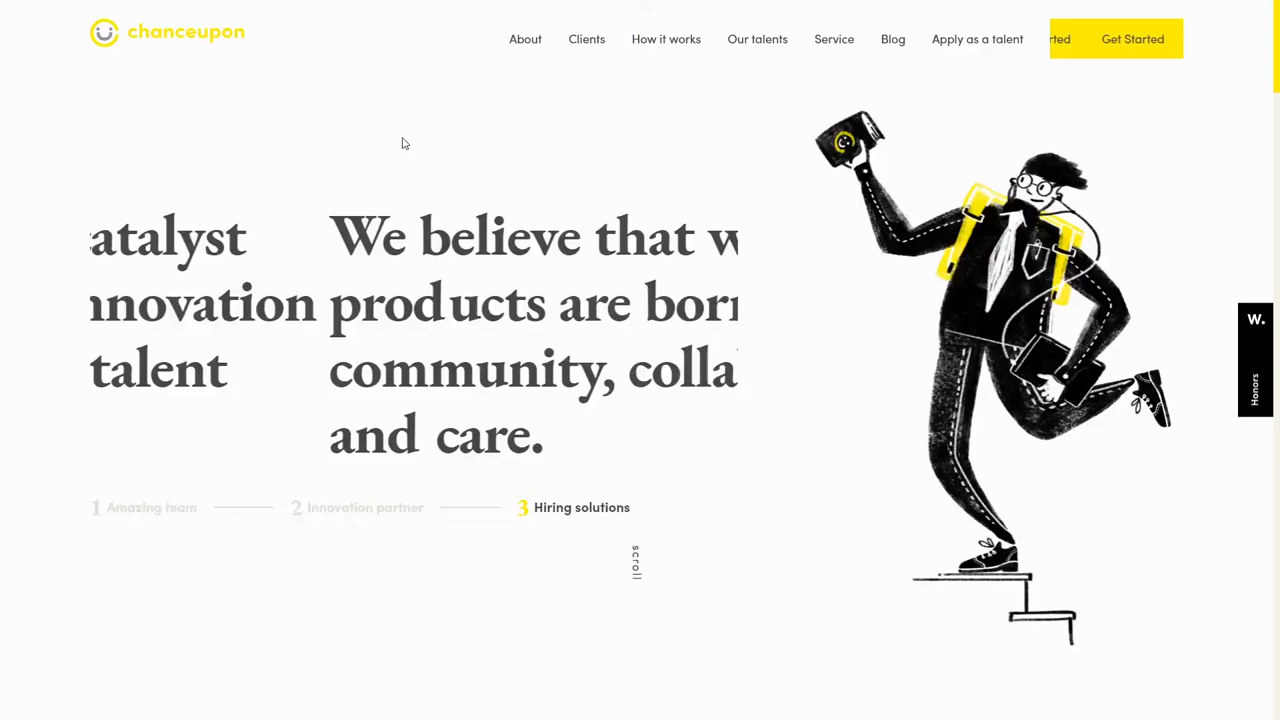 chanceupon
About Clients How it works Our talents Service Blog Apply as a talent rted Get Started
atalyst
nnovation
talent
We believe that w
products are born
community, colla
and care.
1 Amazing team 2 Innovation partner 3 Hiring solutions
scroll
W.
Honors